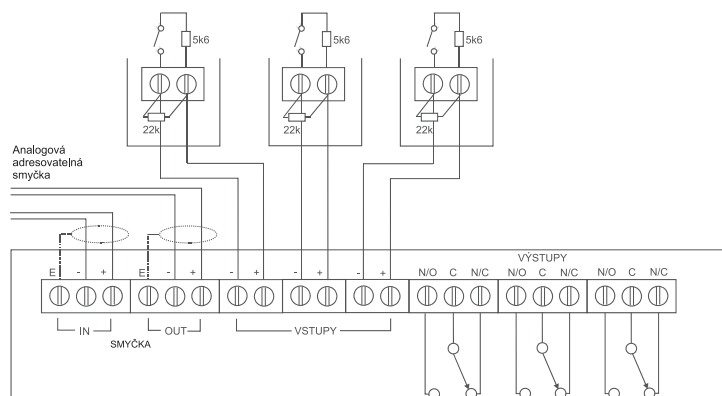 5k6 5k6 5k6
22k 22k 22k
Analogová
adresovatelná
smyčka
VÝSTUPY
E - + E - + - + - + - + N/O C N/C N/O C N/C N/O C N/C
IN OUT VSTUPY
SMYČKA